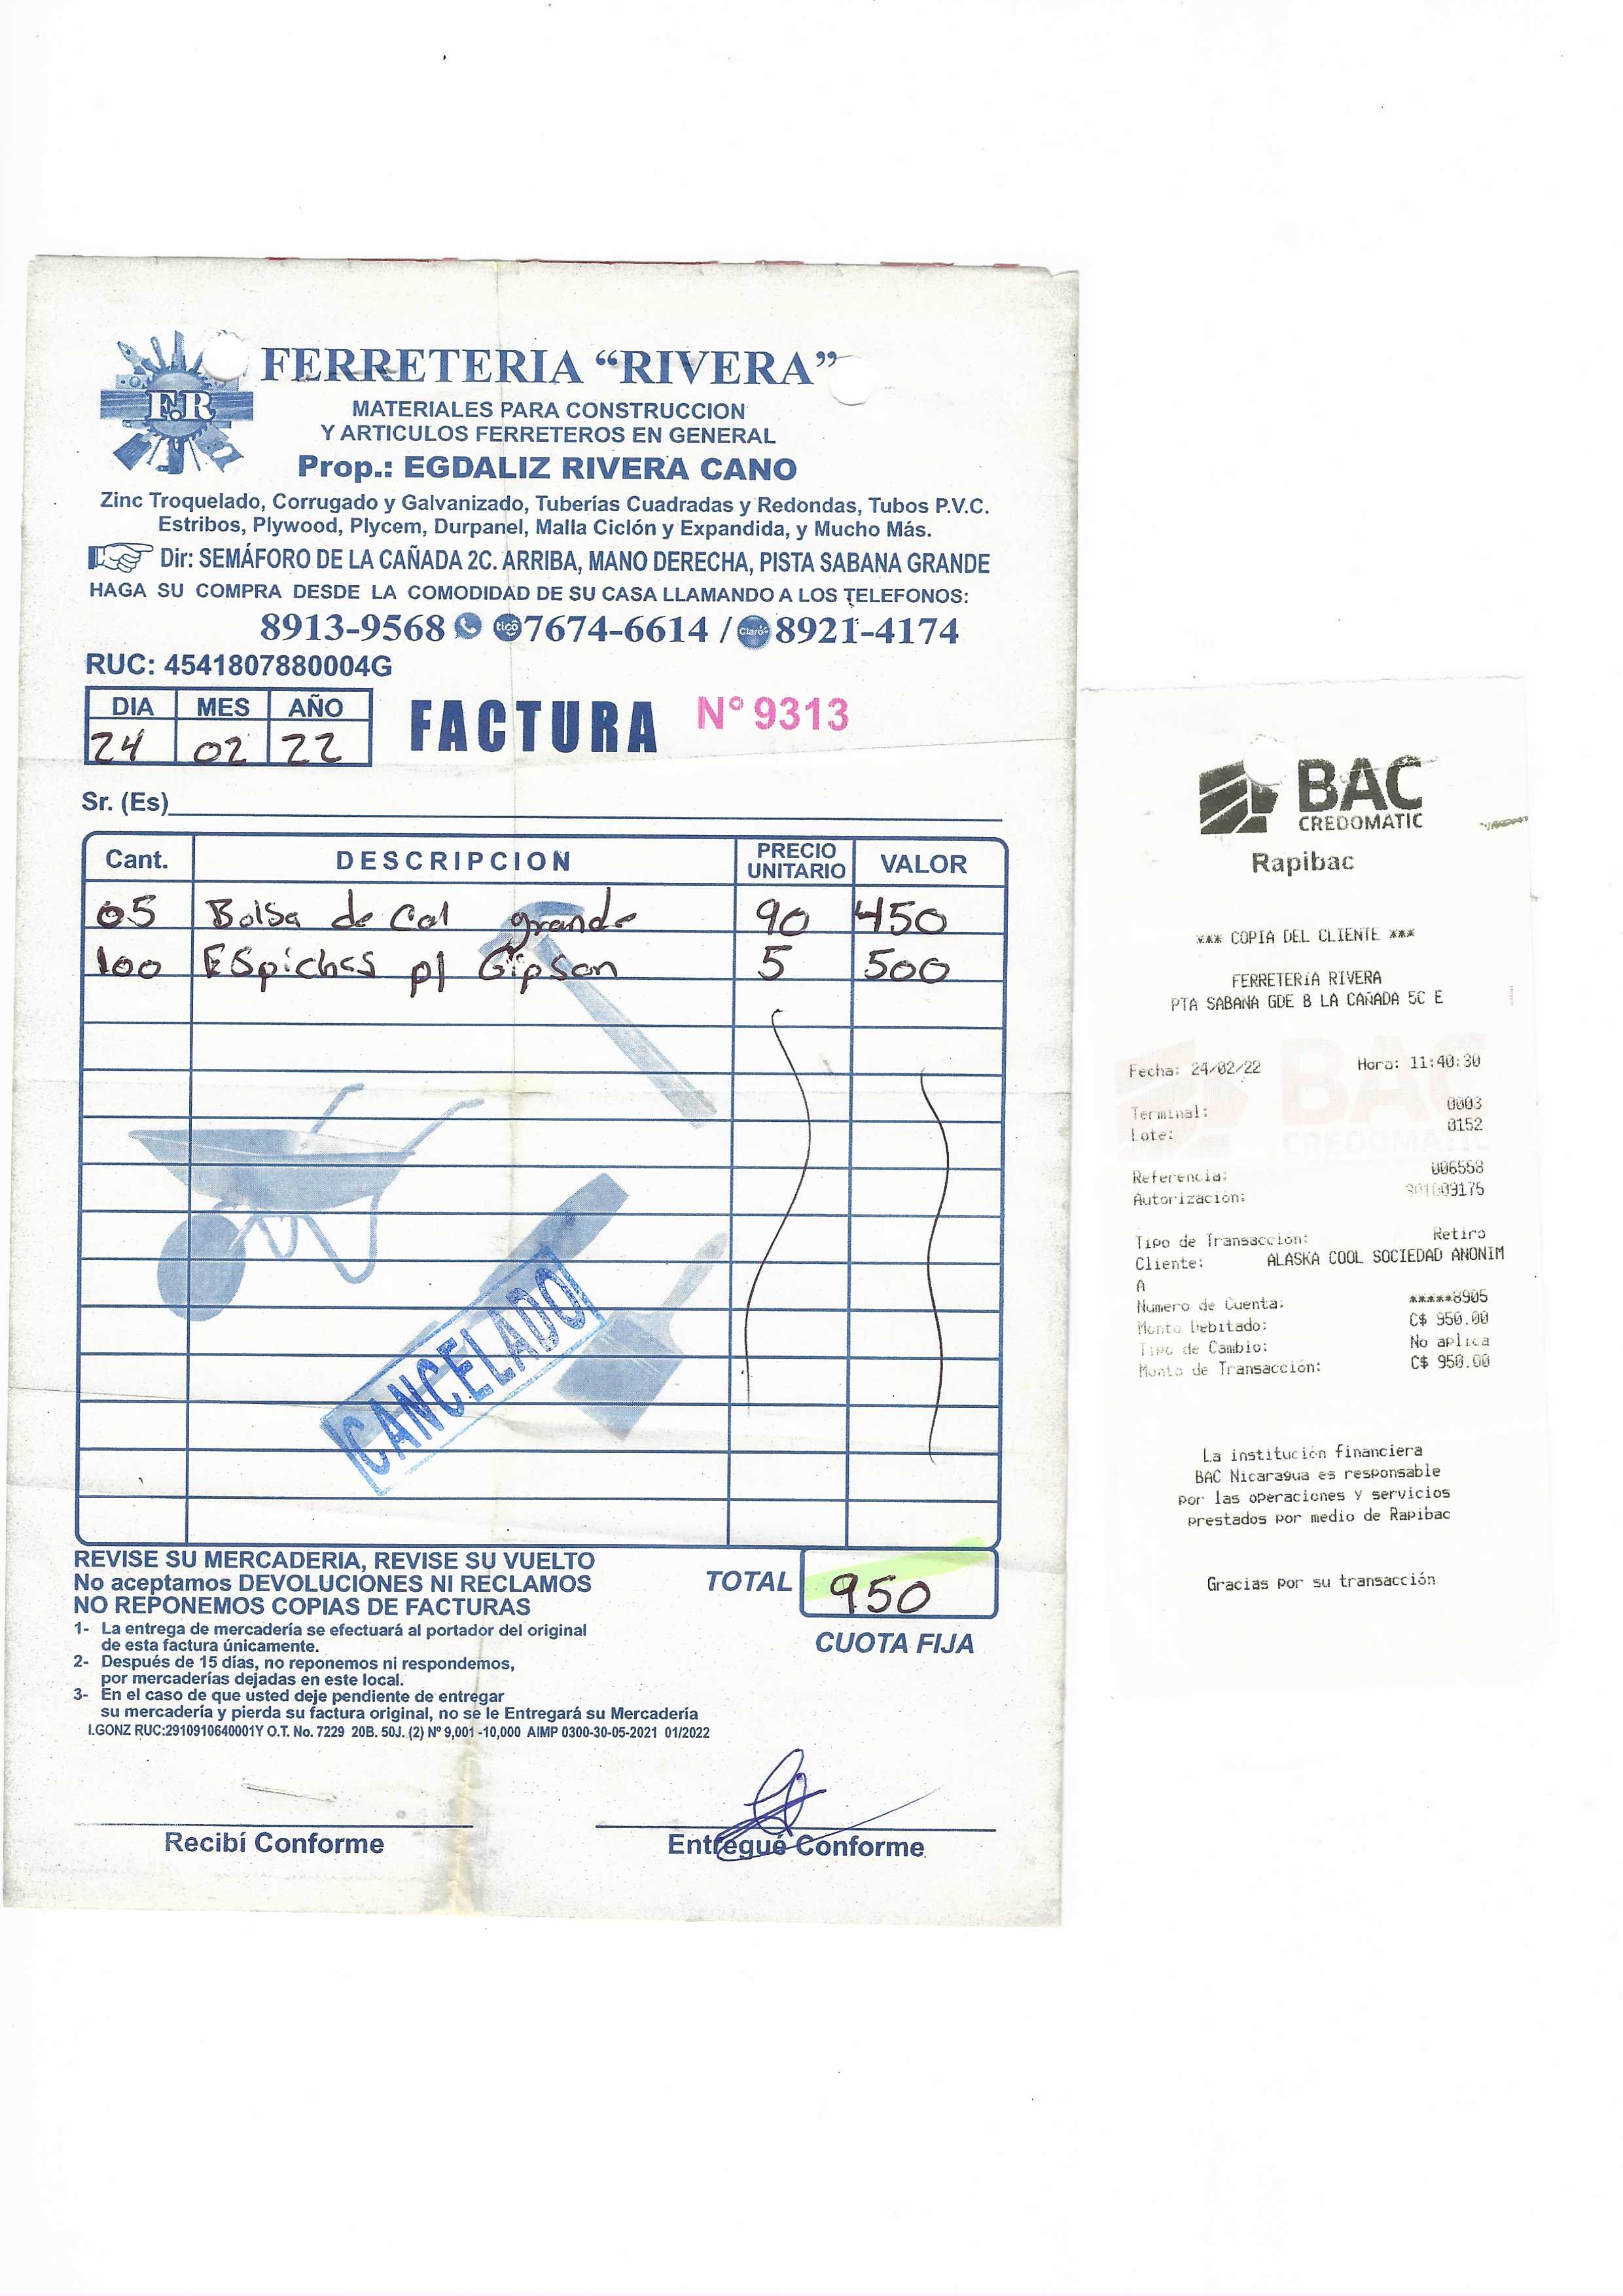 F.R
FERRETERIA “RIVERA”
MATERIALES PARA CONSTRUCCION
Y ARTICULOS FERRETEROS EN GENERAL
Prop.: EGDALIZ RIVERA CANO
Zinc Troquelado, Corrugado y Galvanizado, Tuberías Cuadradas y Redondas, Tubos P.V.C.
Estribos, Plywood, Plycem, Durpanel, Malla Ciclón y Expandida, y Mucho Más.
Dir: SEMÁFORO DE LA CAÑADA 2C. ARRIBA, MANO DERECHA, PISTA SABANA GRANDE
HAGA SU COMPRA DESDE LA COMODIDAD DE SU CASA LLAMANDO A LOS TELEFONOS:
8913-9568 tigo 7674-6614 / Claro 8921-4174
RUC: 4541807880004G
DIA MES AÑO
24 02 22
FACTURA Nº 9313
Sr. (Es)
Cant. DESCRIPCION PRECIO UNITARIO VALOR
05 Bolsa de Cal grande 90 450
100 ESpiches p/ Gipson 5 500
CANCELADO
REVISE SU MERCADERIA, REVISE SU VUELTO
No aceptamos DEVOLUCIONES NI RECLAMOS
NO REPONEMOS COPIAS DE FACTURAS
TOTAL 950
CUOTA FIJA
1- La entrega de mercadería se efectuará al portador del original
de esta factura únicamente.
2- Después de 15 días, no reponemos ni respondemos,
por mercaderías dejadas en este local.
3- En el caso de que usted deje pendiente de entregar
su mercadería y pierda su factura original, no se le Entregará su Mercadería
I.GONZ RUC:2910910640001Y O.T. No. 7229 20B. 50J. (2) Nº 9,001 -10,000 AIMP 0300-30-05-2021 01/2022
Recibí Conforme
Entregué Conforme
BAC
CREDOMATIC
Rapibac
*** COPIA DEL CLIENTE ***
FERRETERIA RIVERA
PTA SABANA GDE B LA CAÑADA 5C E
BAC
CREDOMATIC
Fecha: 24/02/22 Hora: 11:40:30
Terminal: 0003
Lote: 0152
Referencia: 006558
Autorización:
Tipo de Transacción: Retiro
Cliente: ALASKA COOL SOCIEDAD ANONIM
A
Numero de Cuenta: *****8905
Monto Debitado: C$ 950.00
Tipo de Cambio: No aplica
Monto de Transacción: C$ 950.00
La institución financiera
BAC Nicaragua es responsable
por las operaciones y servicios
prestados por medio de Rapibac
Gracias por su transacción